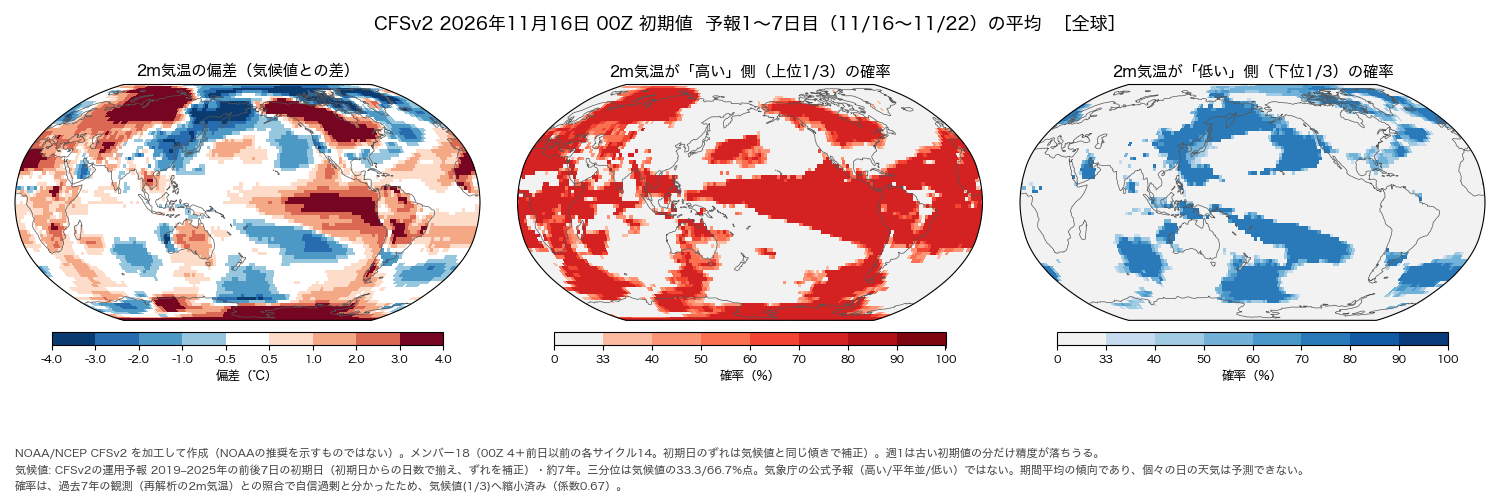 CFSv2 2026年11月16日 00Z 初期値 予報1〜7日目（11/16〜11/22）の平均 ［全球］
2m気温の偏差（気候値との差）
2m気温が「高い」側（上位1/3）の確率
2m気温が「低い」側（下位1/3）の確率
-4.0 -3.0 -2.0 -1.0 -0.5 0.5 1.0 2.0 3.0 4.0
偏差（℃）
0 33 40 50 60 70 80 90 100
確率（%）
0 33 40 50 60 70 80 90 100
確率（%）
NOAA/NCEP CFSv2 を加工して作成（NOAAの推奨を示すものではない）。メンバー18（00Z 4＋前日以前の各サイクル14。初期日のずれは気候値と同じ傾きで補正）。週1は古い初期値の分だけ精度が落ちうる。
気候値: CFSv2の運用予報 2019–2025年の前後7日の初期日（初期日からの日数で揃え、ずれを補正）・約7年。三分位は気候値の33.3/66.7%点。気象庁の公式予報（高い/平年並/低い）ではない。期間平均の傾向であり、個々の日の天気は予測できない。
確率は、過去7年の観測（再解析の2m気温）との照合で自信過剰と分かったため、気候値(1/3)へ縮小済み（係数0.67）。